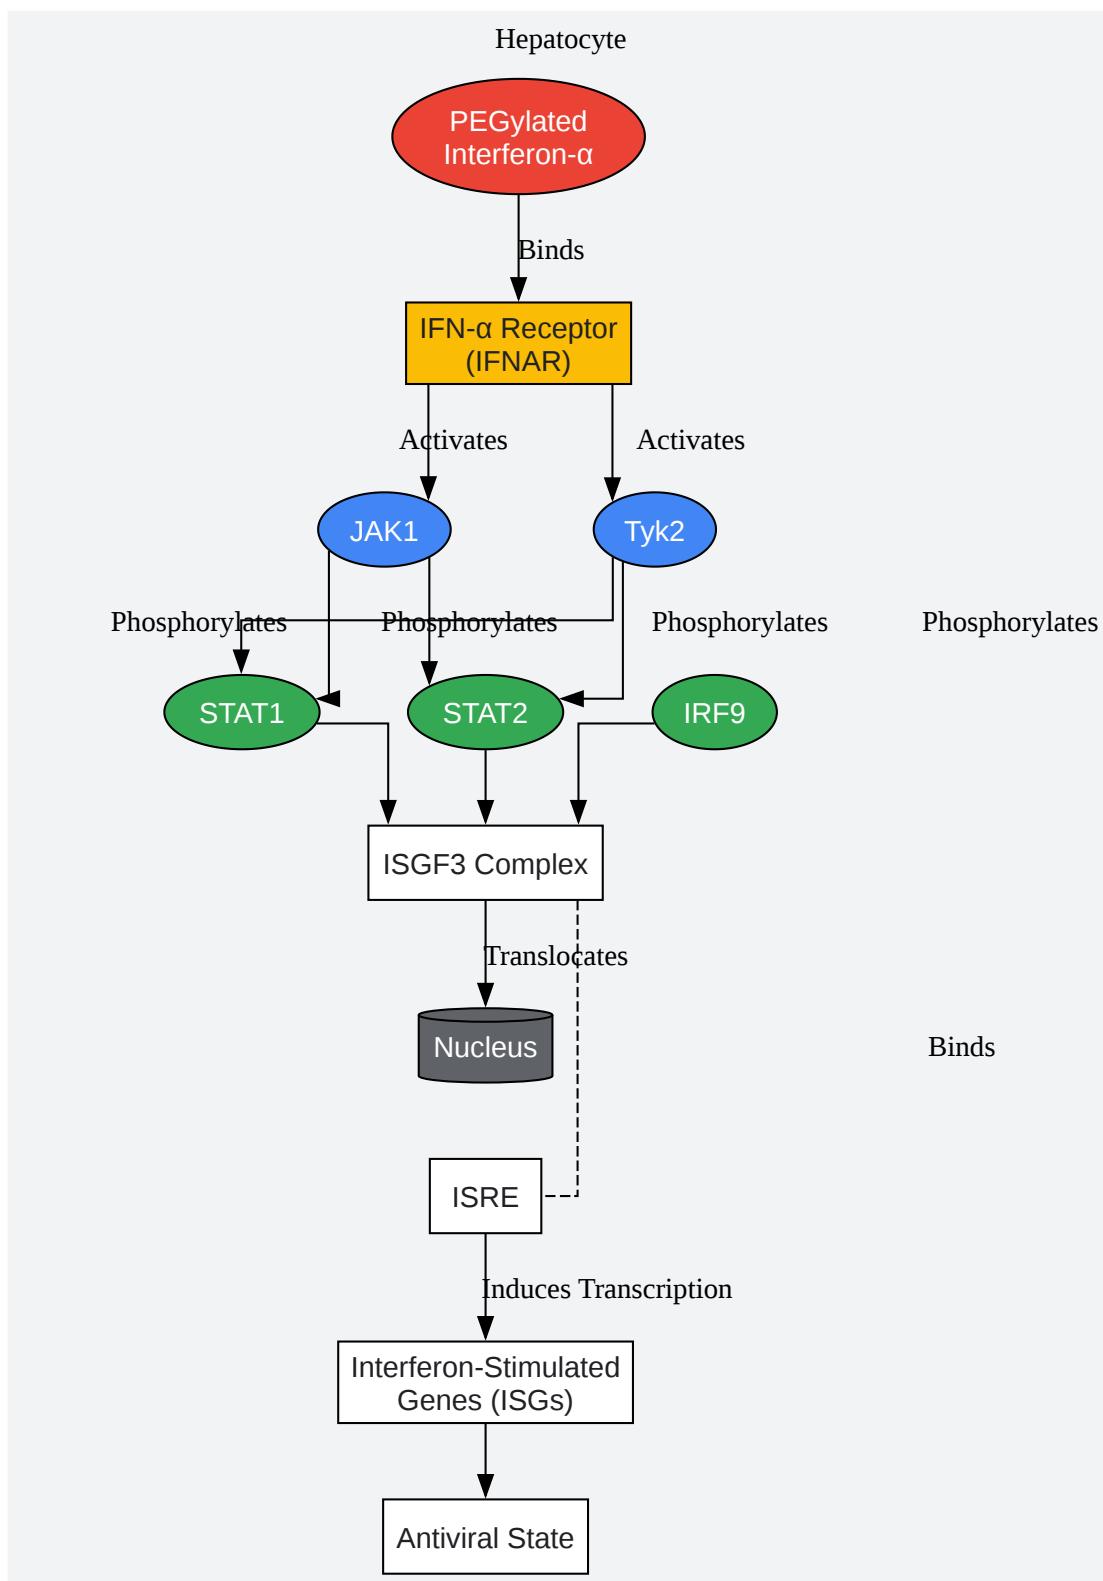 Hepatocyte
PEGylated
Interferon-α
Binds
IFN-α Receptor
(IFNAR)
Activates
Activates
JAK1
Tyk2
Phosphorylates
Phosphorylates
Phosphorylates
Phosphorylates
STAT1
STAT2
IRF9
ISGF3 Complex
Translocates
Nucleus
Binds
ISRE
Induces Transcription
Interferon-Stimulated
Genes (ISGs)
Antiviral State